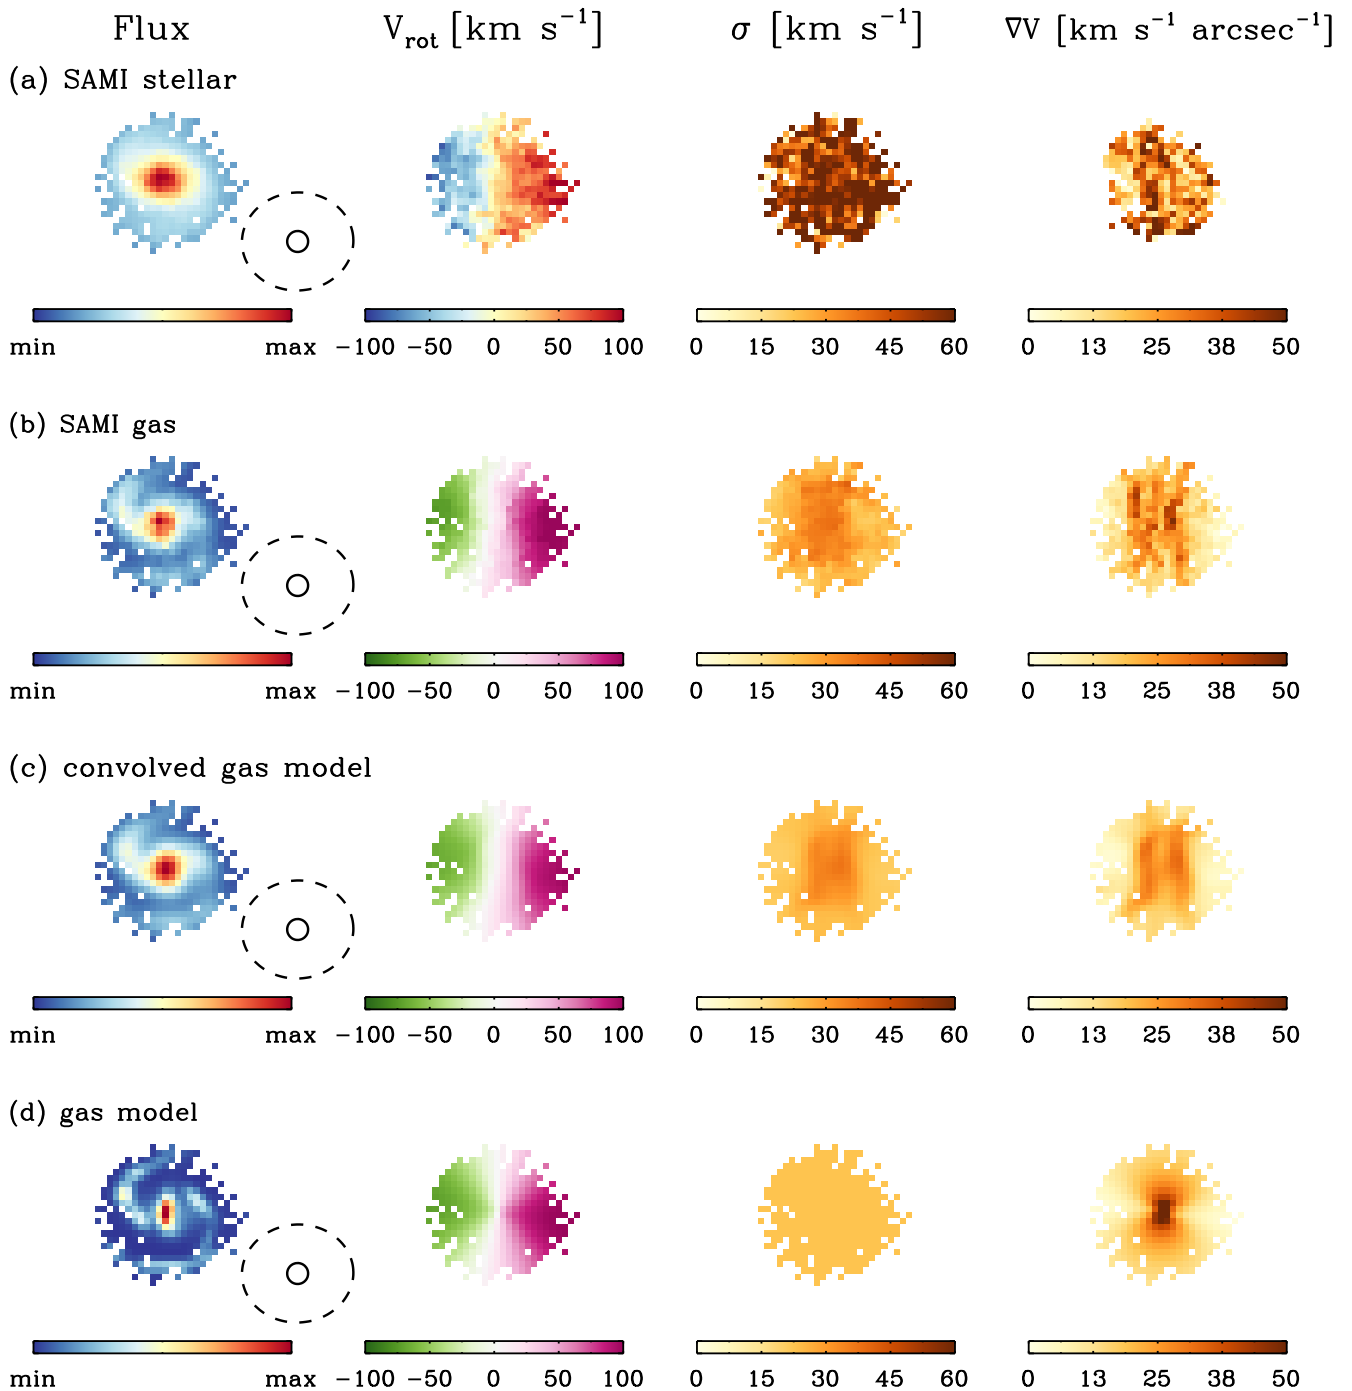 Flux V_rot [km s⁻¹] σ [km s⁻¹] ∇V [km s⁻¹ arcsec⁻¹]
(a) SAMI stellar
min max −100 −50 0 50 100 0 15 30 45 60 0 13 25 38 50
(b) SAMI gas
min max −100 −50 0 50 100 0 15 30 45 60 0 13 25 38 50
(c) convolved gas model
min max −100 −50 0 50 100 0 15 30 45 60 0 13 25 38 50
(d) gas model
min max −100 −50 0 50 100 0 15 30 45 60 0 13 25 38 50